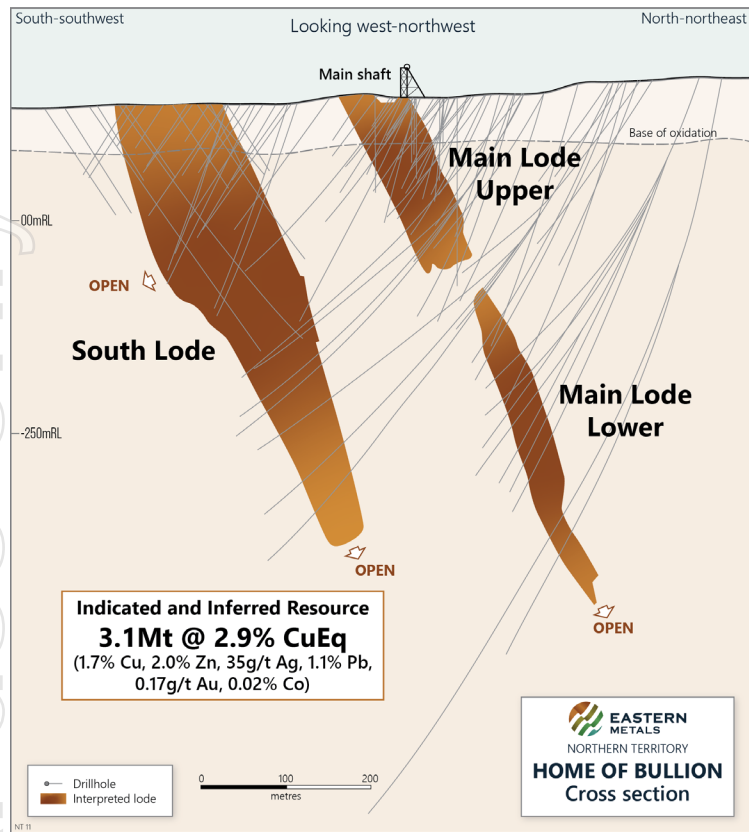 South-southwest
Looking west-northwest
North-northeast
Main shaft
Base of oxidation
Main Lode
Upper
00mRL
OPEN
South Lode
Main Lode
Lower
-250mRL
OPEN
OPEN
Indicated and Inferred Resource
3.1Mt @ 2.9% CuEq
(1.7% Cu, 2.0% Zn, 35g/t Ag, 1.1% Pb,
0.17g/t Au, 0.02% Co)
EASTERN
METALS
NORTHERN TERRITORY
HOME OF BULLION
Cross section
Drillhole
Interpreted lode
0 100 200
metres
NT 11